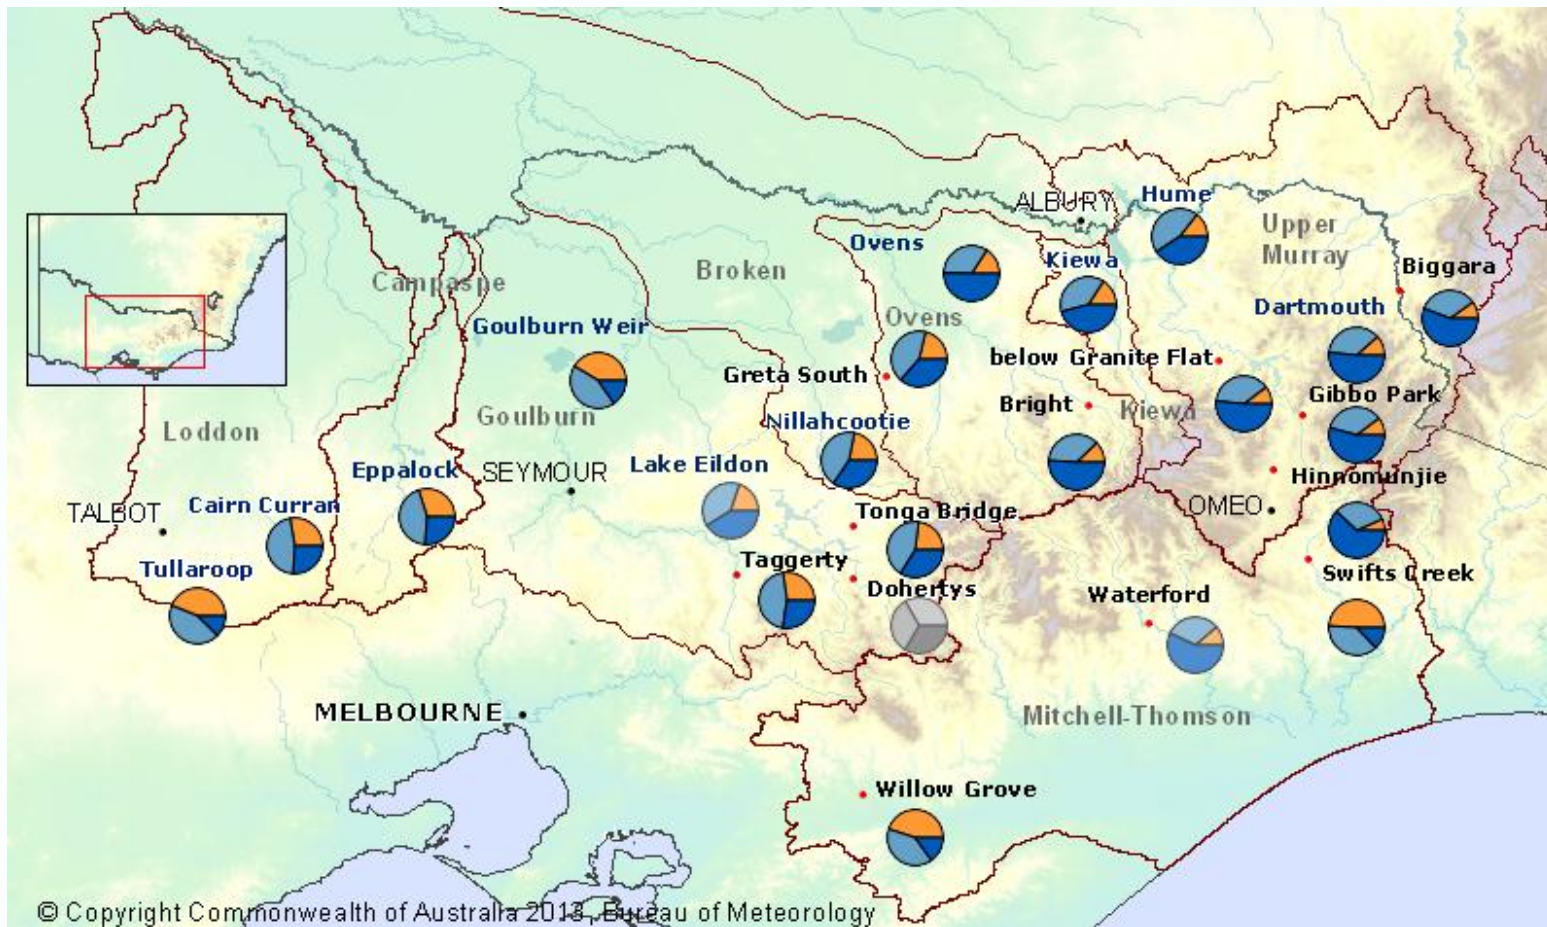 Hume
ALBURY
Upper
Murray
Ovens
Kiewa
Broken
Biggara
Campaspe
Dartmouth
Ovens
Goulburn Weir
below Granite Flat
Greta South
Gibbo Park
Bright
Kiewa
Goulburn
Nillahcootie
Loddon
Lake Eildon
Eppalock
SEYMOUR
Hinnomunjie
Cairn Curran
OMEO
TALBOT
Tonga Bridge
Taggerty
Tullaroop
Swifts Creek
Dohertys
Waterford
MELBOURNE
Mitchell-Thomson
Willow Grove
© Copyright Commonwealth of Australia 2013, Bureau of Meteorology